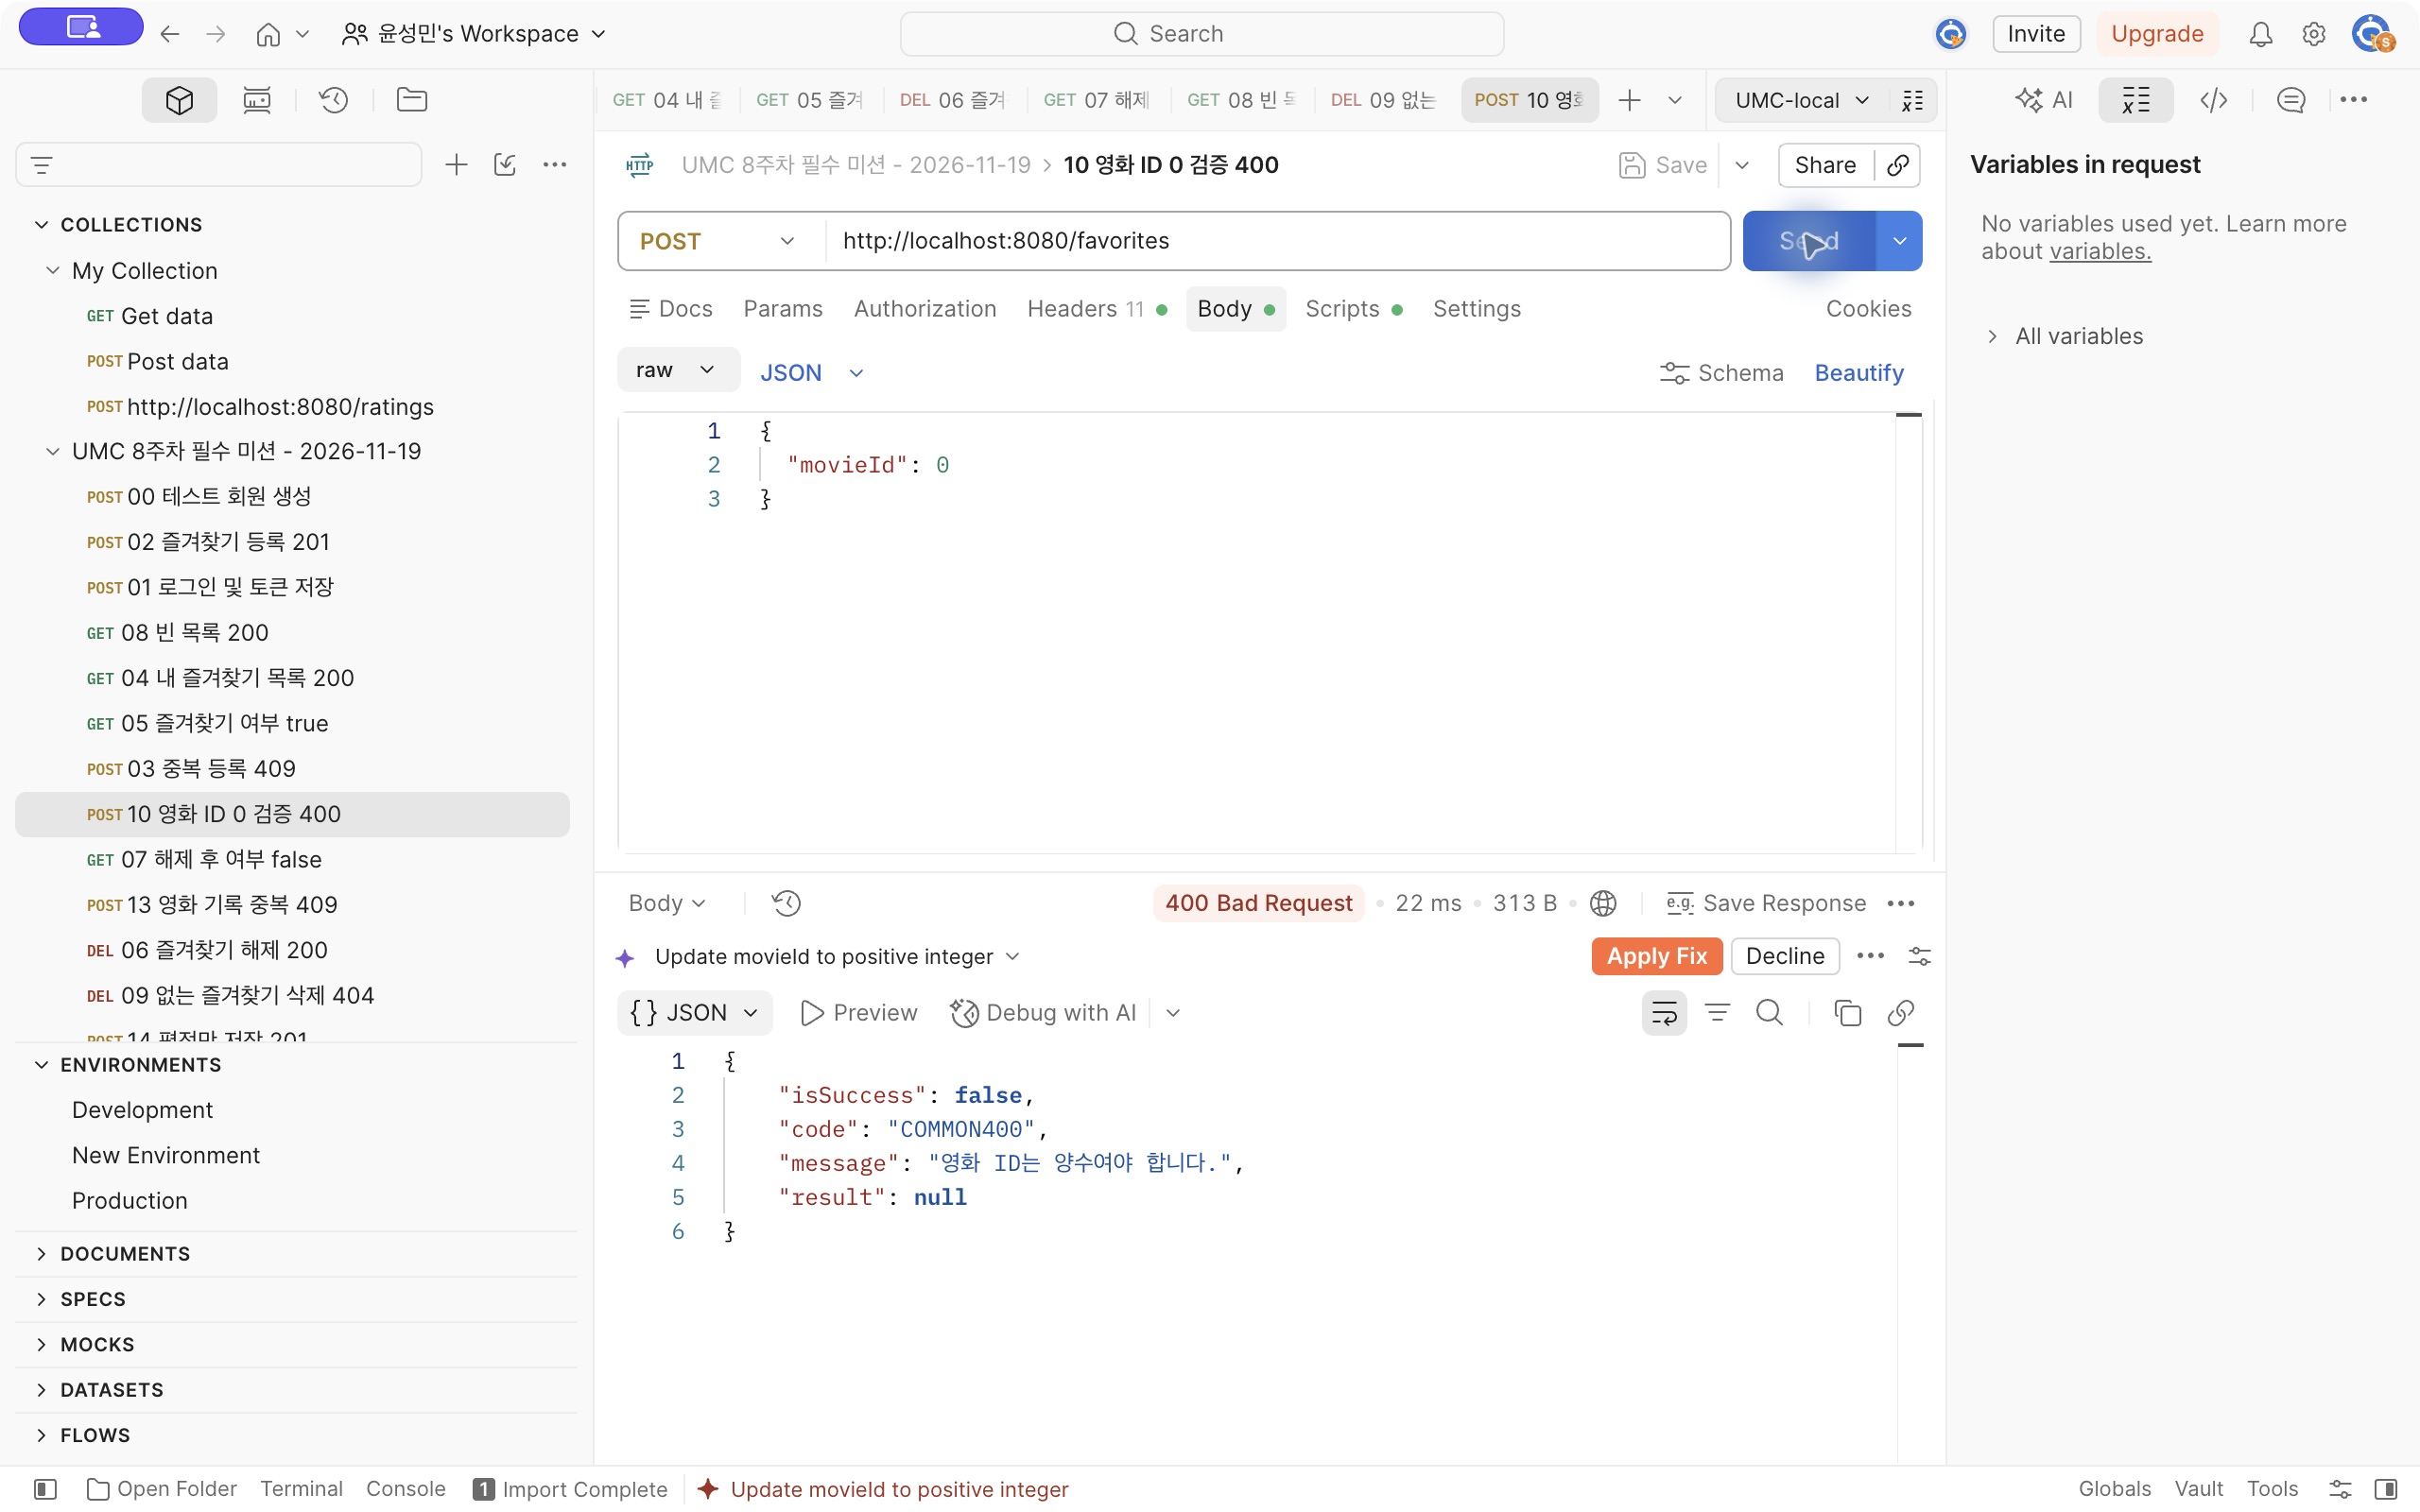 윤성민's Workspace
Search
Invite
Upgrade
GET 04 내
GET 05 즐겨
DEL 06 즐겨
GET 07 해제
GET 08 빈
DEL 09 없는
POST 10 영화
UMC-local
AI
COLLECTIONS
My Collection
GET Get data
POST Post data
POST http://localhost:8080/ratings
UMC 8주차 필수 미션 - 2026-11-19
POST 00 테스트 회원 생성
POST 02 즐겨찾기 등록 201
POST 01 로그인 및 토큰 저장
GET 08 빈 목록 200
GET 04 내 즐겨찾기 목록 200
GET 05 즐겨찾기 여부 true
POST 03 중복 등록 409
POST 10 영화 ID 0 검증 400
GET 07 해제 후 여부 false
POST 13 영화 기록 중복 409
DEL 06 즐겨찾기 해제 200
DEL 09 없는 즐겨찾기 삭제 404
POST 14 평점만 저장 201
ENVIRONMENTS
Development
New Environment
Production
DOCUMENTS
SPECS
MOCKS
DATASETS
FLOWS
HTTP UMC 8주차 필수 미션 - 2026-11-19 > 10 영화 ID 0 검증 400
Save
Share
POST http://localhost:8080/favorites
Send
Docs Params Authorization Headers 11 Body Scripts Settings Cookies
raw JSON Schema Beautify
1 {
2 "movieId": 0
3 }
Body 400 Bad Request 22 ms 313 B e.g. Save Response
Update movieId to positive integer Apply Fix Decline
{} JSON Preview Debug with AI
1 {
2 "isSuccess": false,
3 "code": "COMMON400",
4 "message": "영화 ID는 양수여야 합니다.",
5 "result": null
6 }
Variables in request
No variables used yet. Learn more
about variables.
All variables
Open Folder Terminal Console 1 Import Complete Update movieId to positive integer Globals Vault Tools